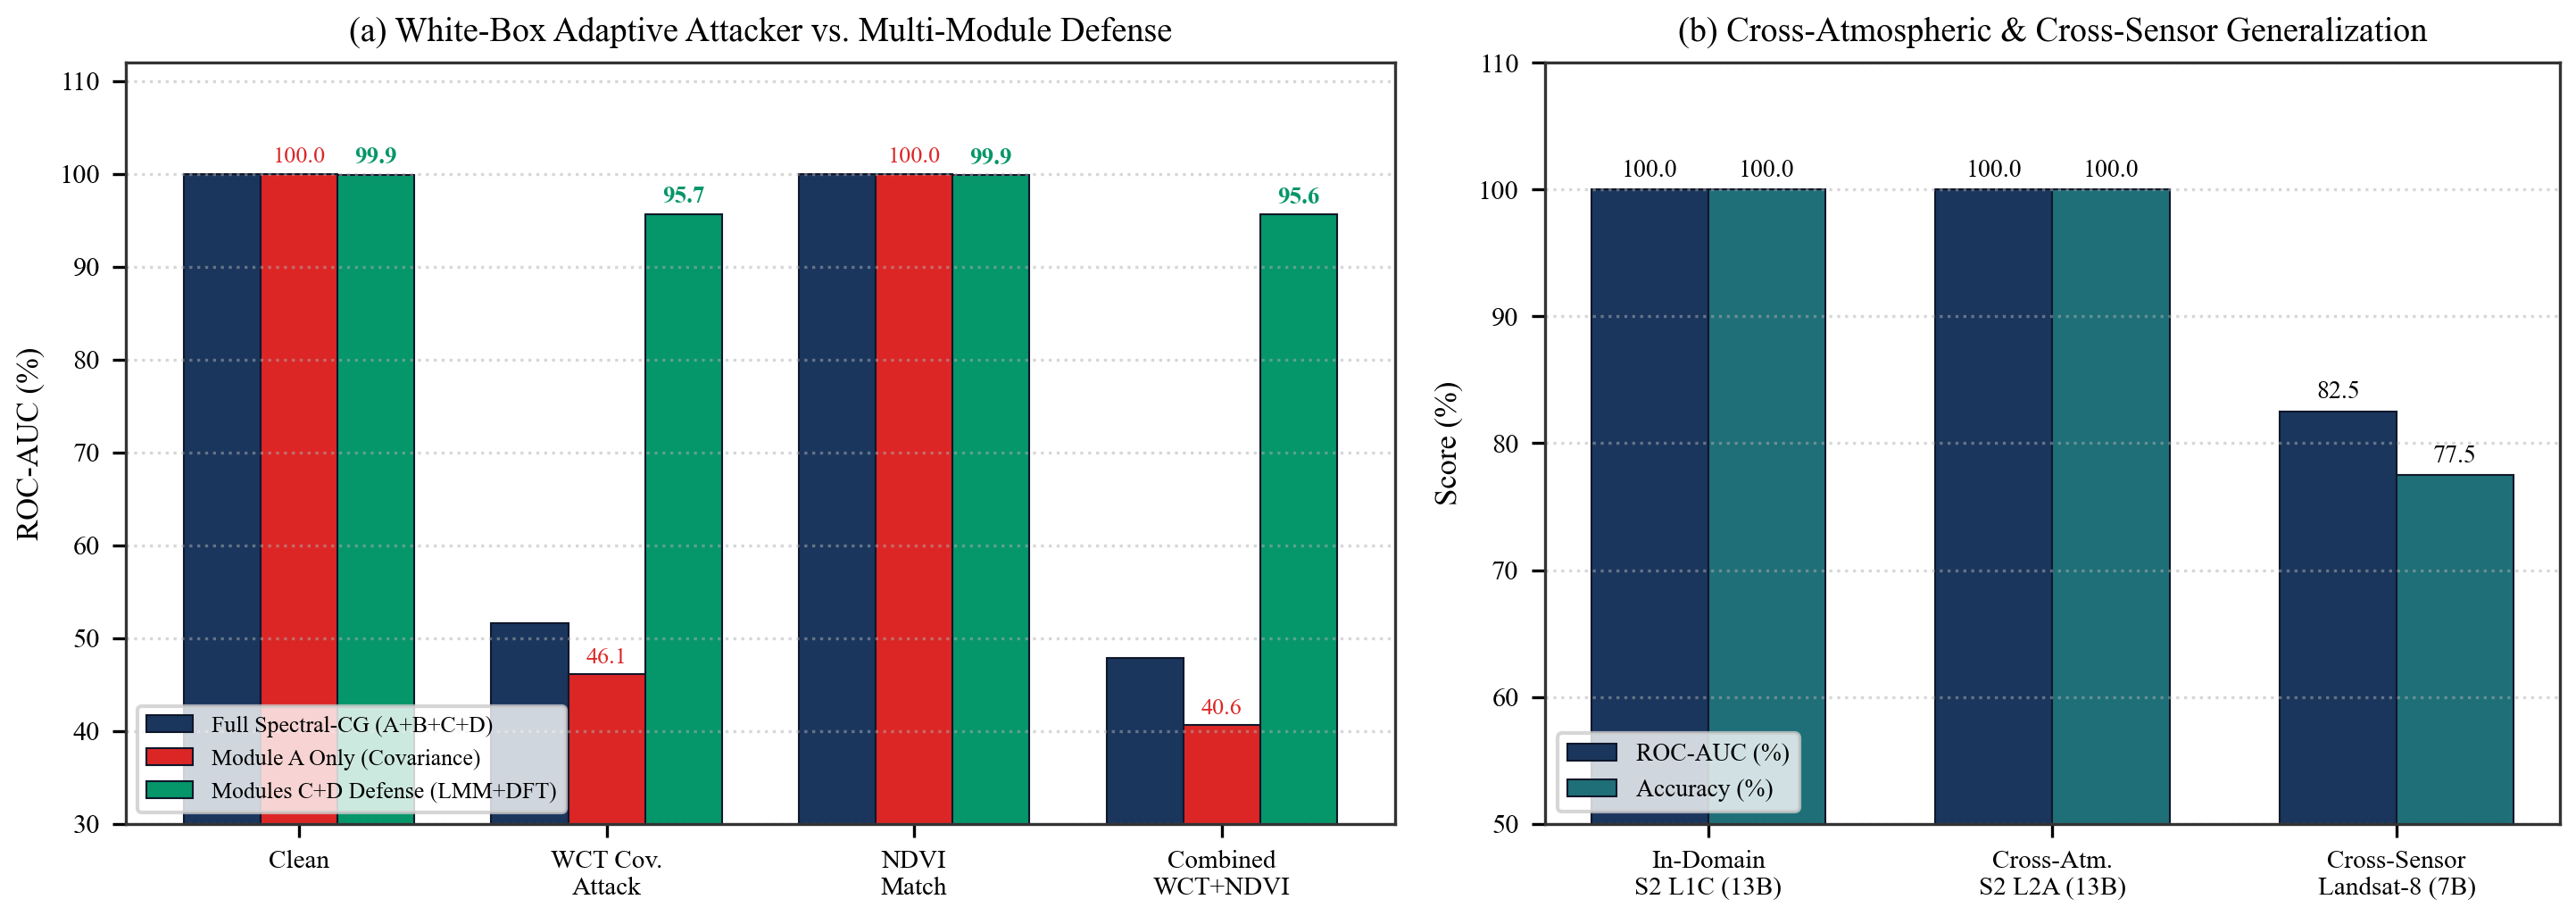 (a) White-Box Adaptive Attacker vs. Multi-Module Defense
ROC-AUC (%)
110
100
90
80
70
60
50
40
30
100.0
99.9
46.1
95.7
100.0
99.9
40.6
95.6
Full Spectral-CG (A+B+C+D)
Module A Only (Covariance)
Modules C+D Defense (LMM+DFT)
Clean
WCT Cov.
Attack
NDVI
Match
Combined
WCT+NDVI
(b) Cross-Atmospheric & Cross-Sensor Generalization
Score (%)
110
100
90
80
70
60
50
100.0
100.0
100.0
100.0
82.5
77.5
ROC-AUC (%)
Accuracy (%)
In-Domain
S2 L1C (13B)
Cross-Atm.
S2 L2A (13B)
Cross-Sensor
Landsat-8 (7B)